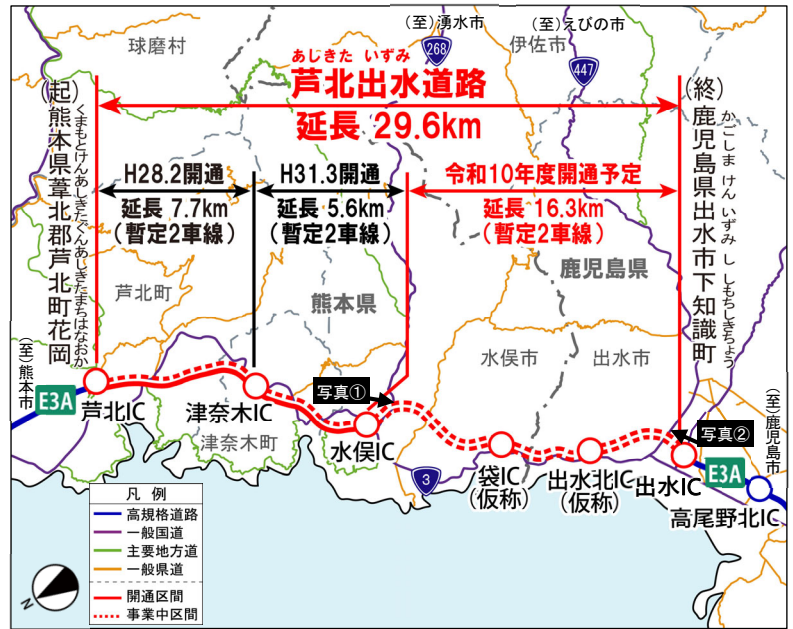 (至)湧水市
(至)えびの市
球磨村
268
伊佐市
447
あしきた いずみ
芦北出水道路
延長 29.6km
(起)熊本県葦北郡芦北町花岡
くまもとけんあしきたぐんあしきたまちはなおか
(終)鹿児島県出水市下知識町
かごしま けん いずみ し しもちしきちょう
H28.2開通
延長 7.7km
(暫定2車線)
H31.3開通
延長 5.6km
(暫定2車線)
令和10年度開通予定
延長 16.3km
(暫定2車線)
芦北町
熊本県
鹿児島県
水俣市
出水市
(至)熊本市
E3A
芦北IC
津奈木IC
津奈木町
写真①
水俣IC
3
袋IC
(仮称)
出水北IC
(仮称)
写真②
出水IC
E3A
高尾野北IC
(至)鹿児島市
凡 例
高規格道路
一般国道
主要地方道
一般県道
開通区間
事業中区間
N